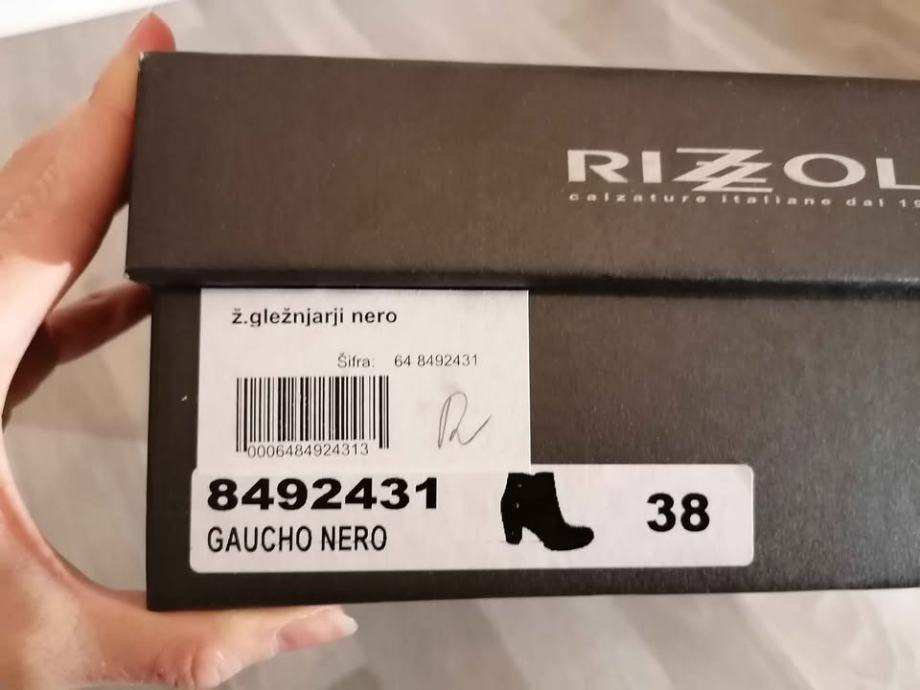 RIZZOL
calzature italiane dal 19
ž.gležnjarji nero
Šifra: 64 8492431
0006484924313
8492431
GAUCHO NERO
38